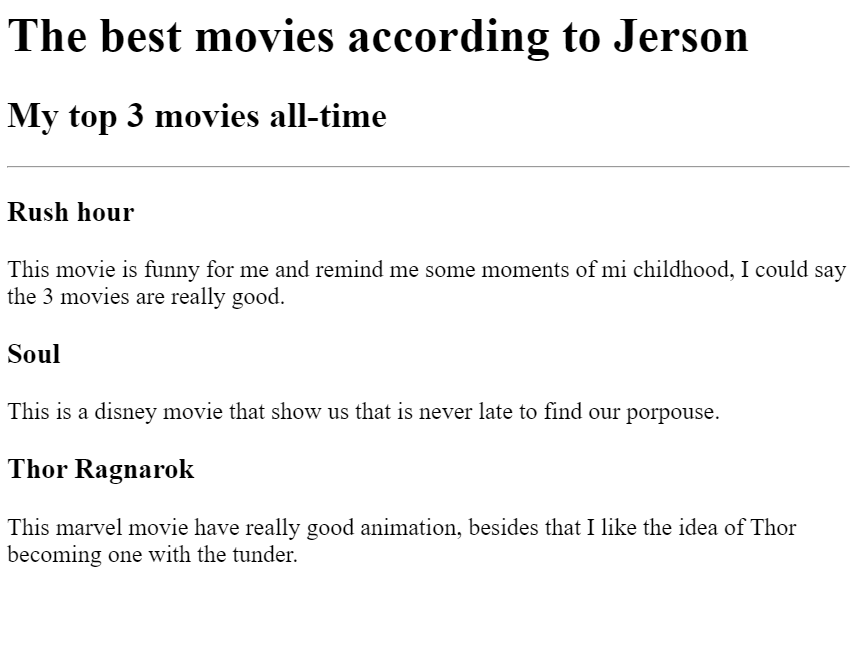 The best movies according to Jerson
My top 3 movies all-time
Rush hour
This movie is funny for me and remind me some moments of mi childhood, I could say
the 3 movies are really good.
Soul
This is a disney movie that show us that is never late to find our porpouse.
Thor Ragnarok
This marvel movie have really good animation, besides that I like the idea of Thor
becoming one with the tunder.